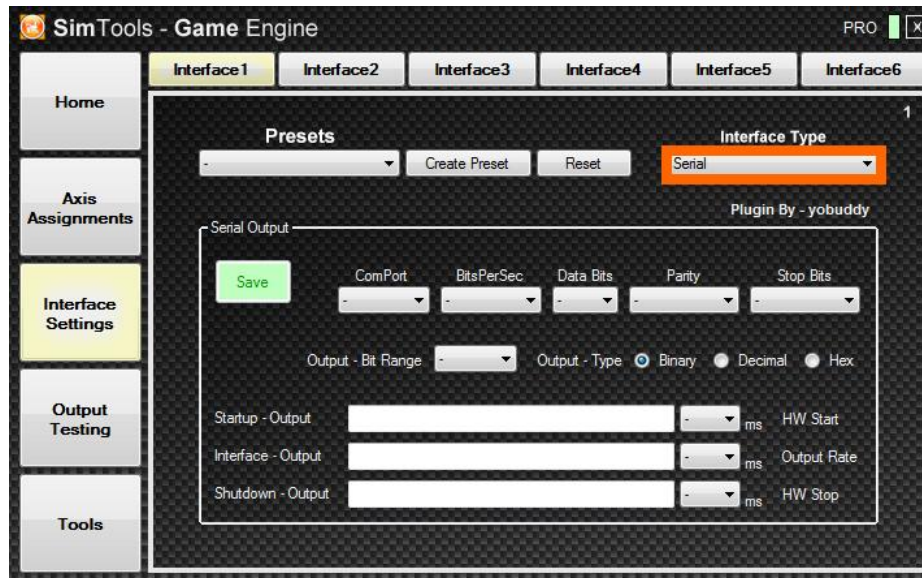 SimTools - Game Engine PRO X
Interface1 Interface2 Interface3 Interface4 Interface5 Interface6
Home
1
Presets Interface Type
- Create Preset Reset Serial
Axis
Assignments
Plugin By - yobuddy
Serial Output
Save ComPort BitsPerSec Data Bits Parity Stop Bits
- - - - -
Interface
Settings
Output - Bit Range - Output - Type Binary Decimal Hex
Output
Testing
Startup - Output - ms HW Start
Interface - Output - ms Output Rate
Shutdown - Output - ms HW Stop
Tools